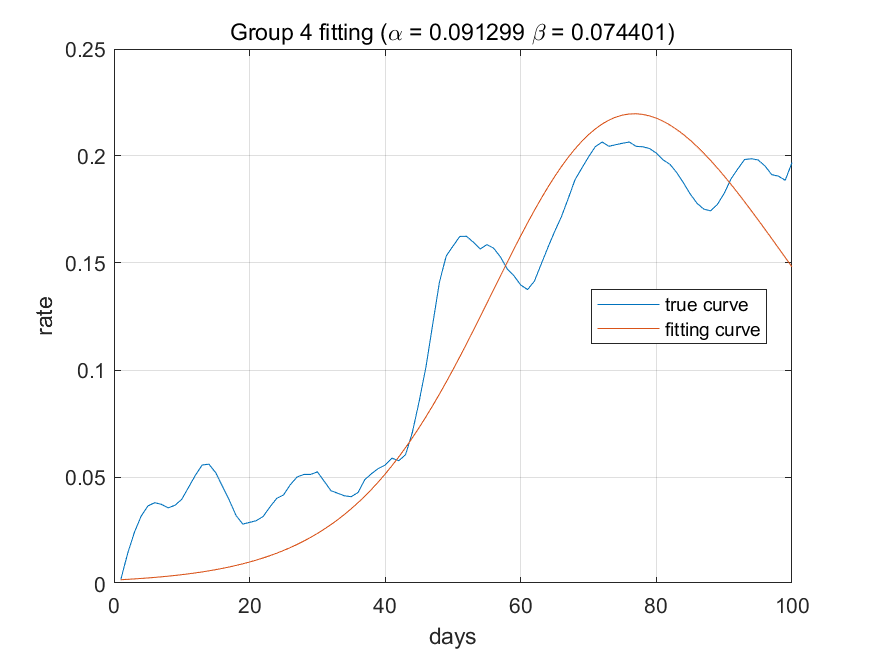 Group 4 fitting (α = 0.091299 β = 0.074401)
0.25
0.2
0.15
0.1
0.05
0
rate
true curve
fitting curve
0 20 40 60 80 100
days